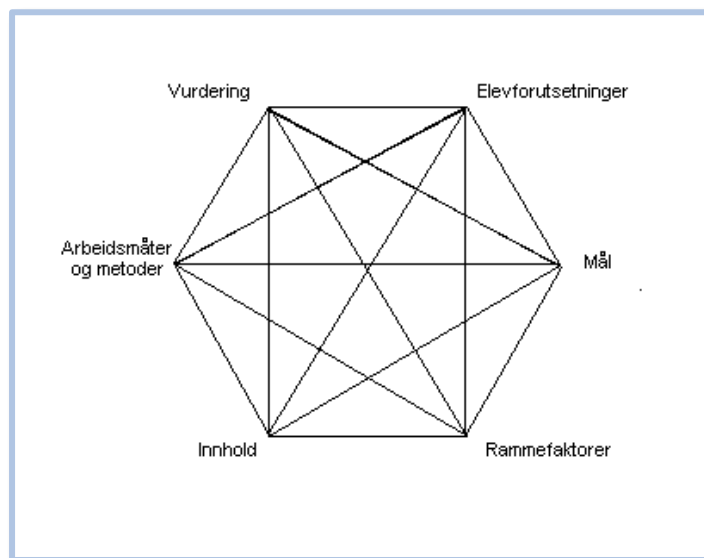 Vurdering
Elevforutsetninger
Arbeidsmåter
og metoder
Mål
Innhold
Rammefaktorer